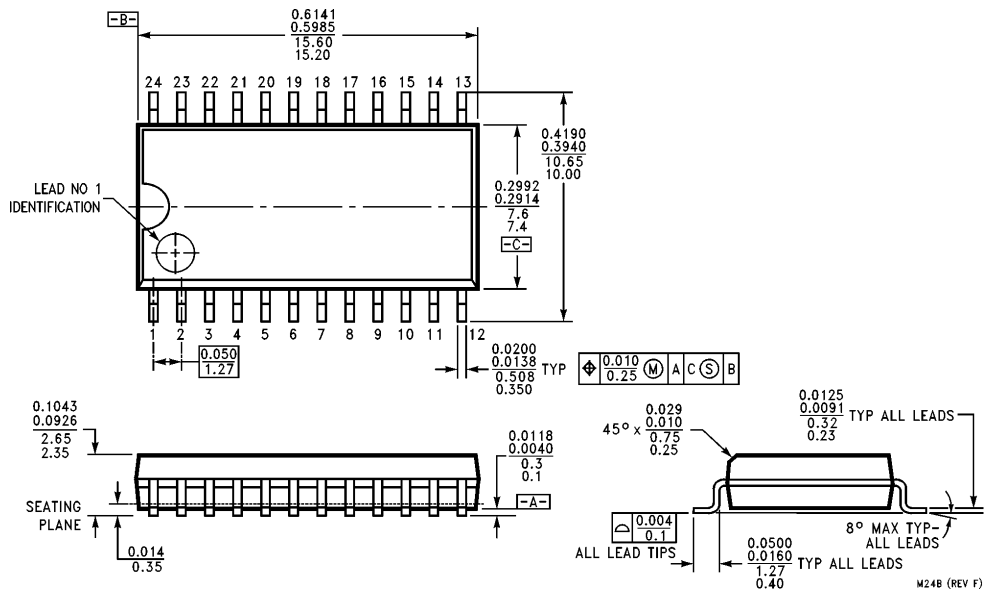 -B-
0.6141
0.5985
15.60
15.20
24 23 22 21 20 19 18 17 16 15 14 13
LEAD NO 1
IDENTIFICATION
0.2992
0.2914
7.6
7.4
-C-
0.4190
0.3940
10.65
10.00
1 2 3 4 5 6 7 8 9 10 11 12
0.050
1.27
0.0200
0.0138
0.508
0.350
TYP
⌖ 0.010
0.25
Ⓜ A C Ⓢ B
0.1043
0.0926
2.65
2.35
SEATING
PLANE
0.014
0.35
0.0118
0.0040
0.3
0.1
-A-
45° x
0.029
0.010
0.75
0.25
0.0125
0.0091
0.32
0.23
TYP ALL LEADS
0.004
0.1
ALL LEAD TIPS
0.0500
0.0160
1.27
0.40
TYP ALL LEADS
8° MAX TYP-
ALL LEADS
M24B (REV F)